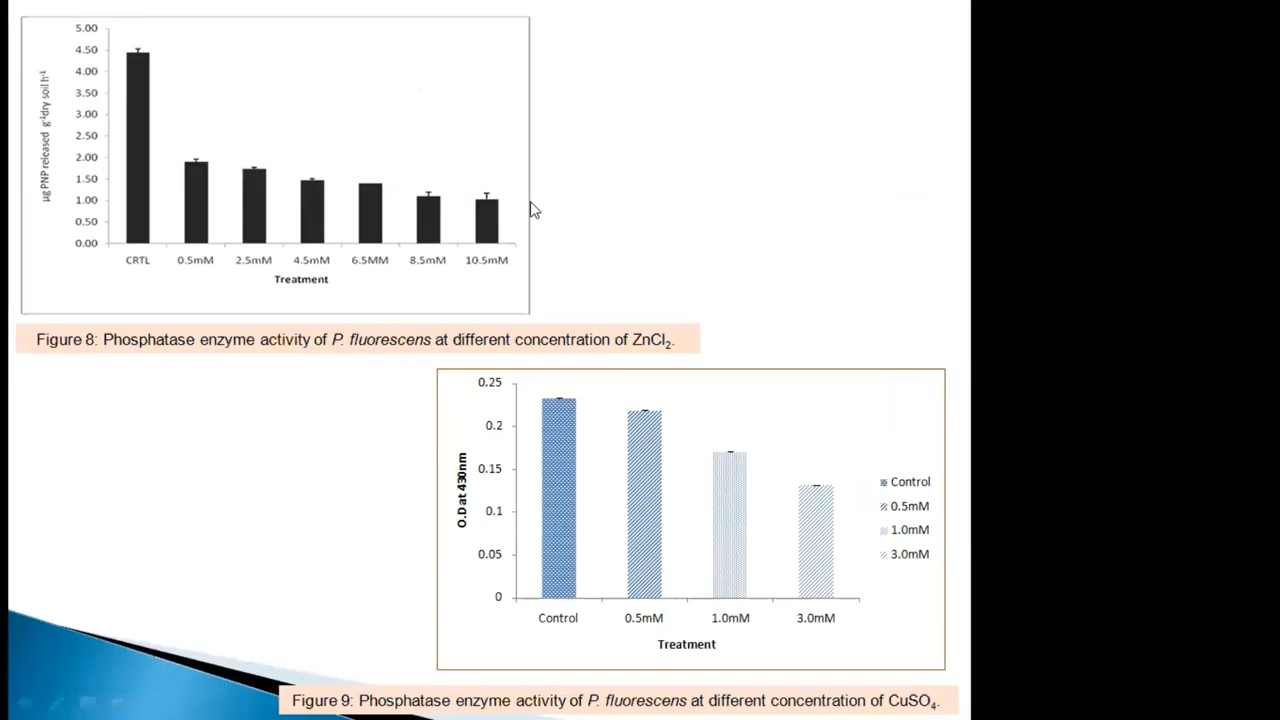 5.00
4.50
4.00
3.50
3.00
2.50
2.00
1.50
1.00
0.50
0.00
µg PNP released g-1dry soil h-1
CRTL 0.5mM 2.5mM 4.5mM 6.5MM 8.5mM 10.5mM
Treatment
Figure 8: Phosphatase enzyme activity of P. fluorescens at different concentration of ZnCl2.
0.25
0.2
0.15
0.1
0.05
0
O.D at 430nm
Control 0.5mM 1.0mM 3.0mM
Treatment
Control
0.5mM
1.0mM
3.0mM
Figure 9: Phosphatase enzyme activity of P. fluorescens at different concentration of CuSO4.